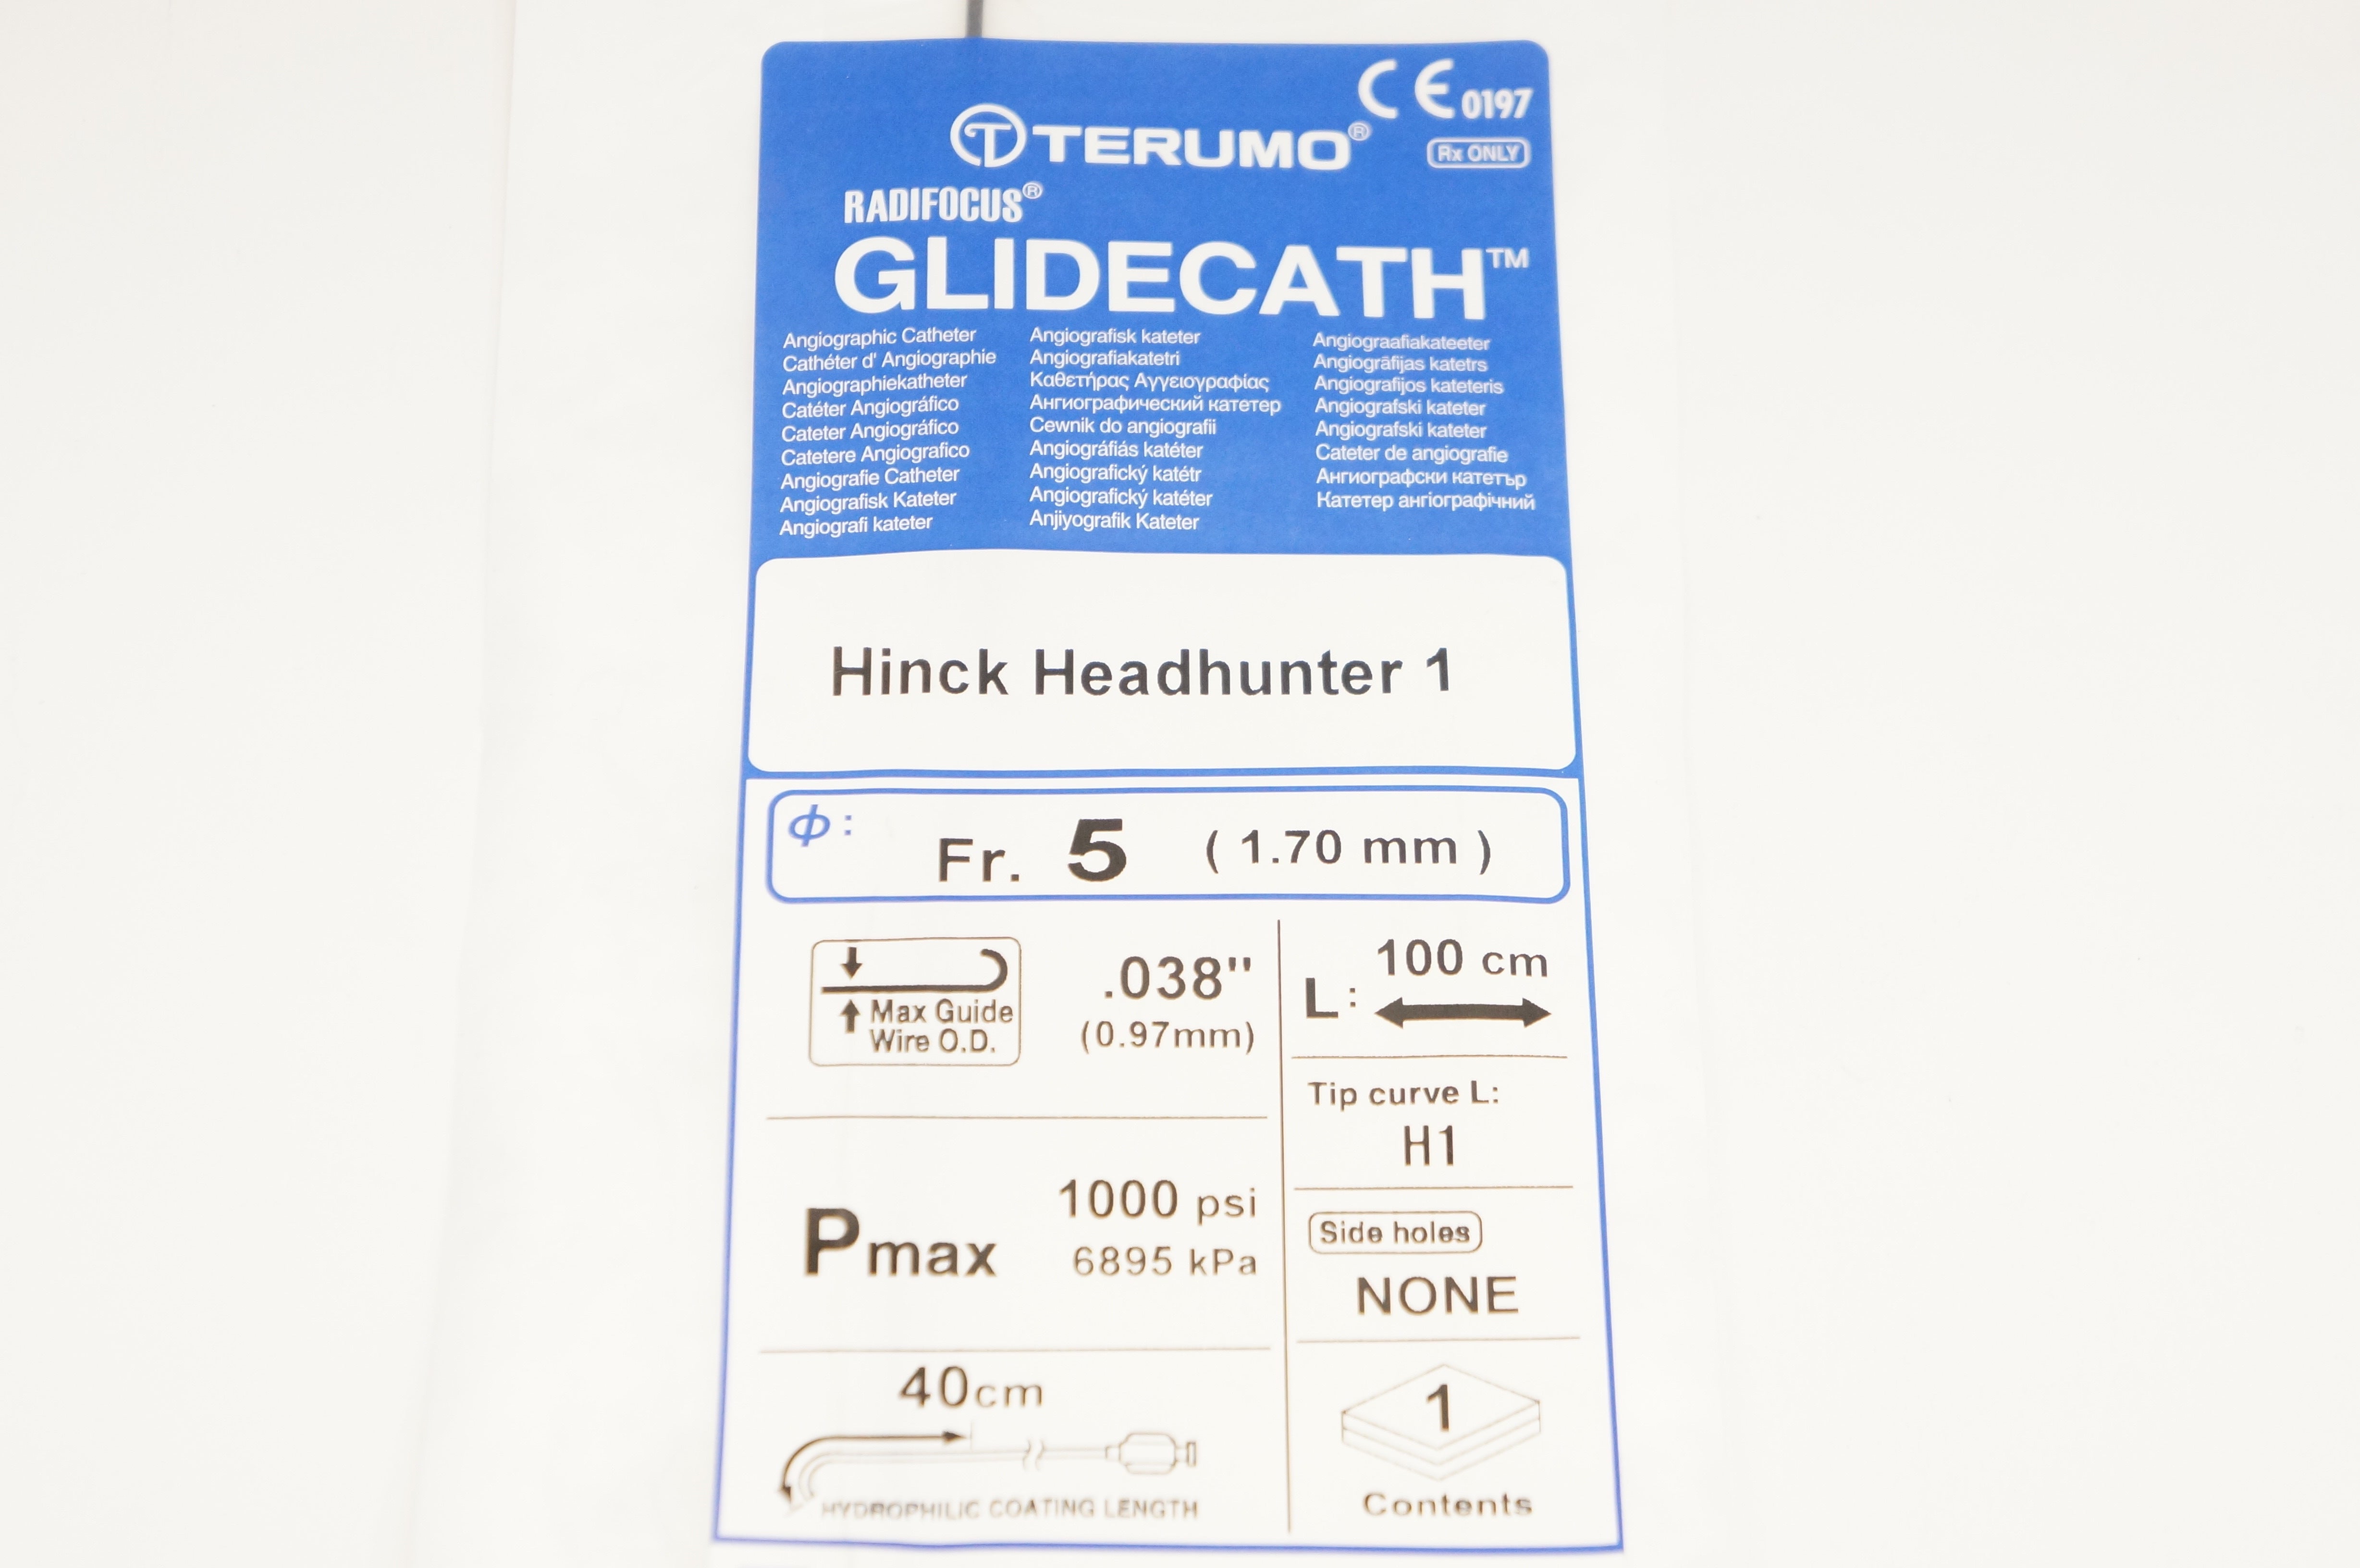 CE 0197
TERUMO®
Rx ONLY
RADIFOCUS®
GLIDECATH™
Angiographic Catheter
Cathéter d' Angiographie
Angiographiekatheter
Catéter Angiográfico
Cateter Angiográfico
Catetere Angiografico
Angiografie Catheter
Angiografisk Kateter
Angiografi kateter
Angiografisk kateter
Angiografiakatetri
Καθετήρας Αγγειογραφίας
Ангиографический катетер
Cewnik do angiografii
Angiográfiás katéter
Angiografický katétr
Angiografický katéter
Anjiyografik Kateter
Angiograafiakateeter
Angiogrāfijas katetrs
Angiografijos kateteris
Angiografski kateter
Angiografski kateter
Cateter de angiografie
Ангиографски катетър
Катетер ангіографічний
Hinck Headhunter 1
ϕ: Fr. 5 ( 1.70 mm )
Max Guide
Wire O.D.
.038"
(0.97mm)
L: 100 cm
Tip curve L:
H1
Pmax
1000 psi
6895 kPa
Side holes
NONE
40cm
HYDROPHILIC COATING LENGTH
1
Contents